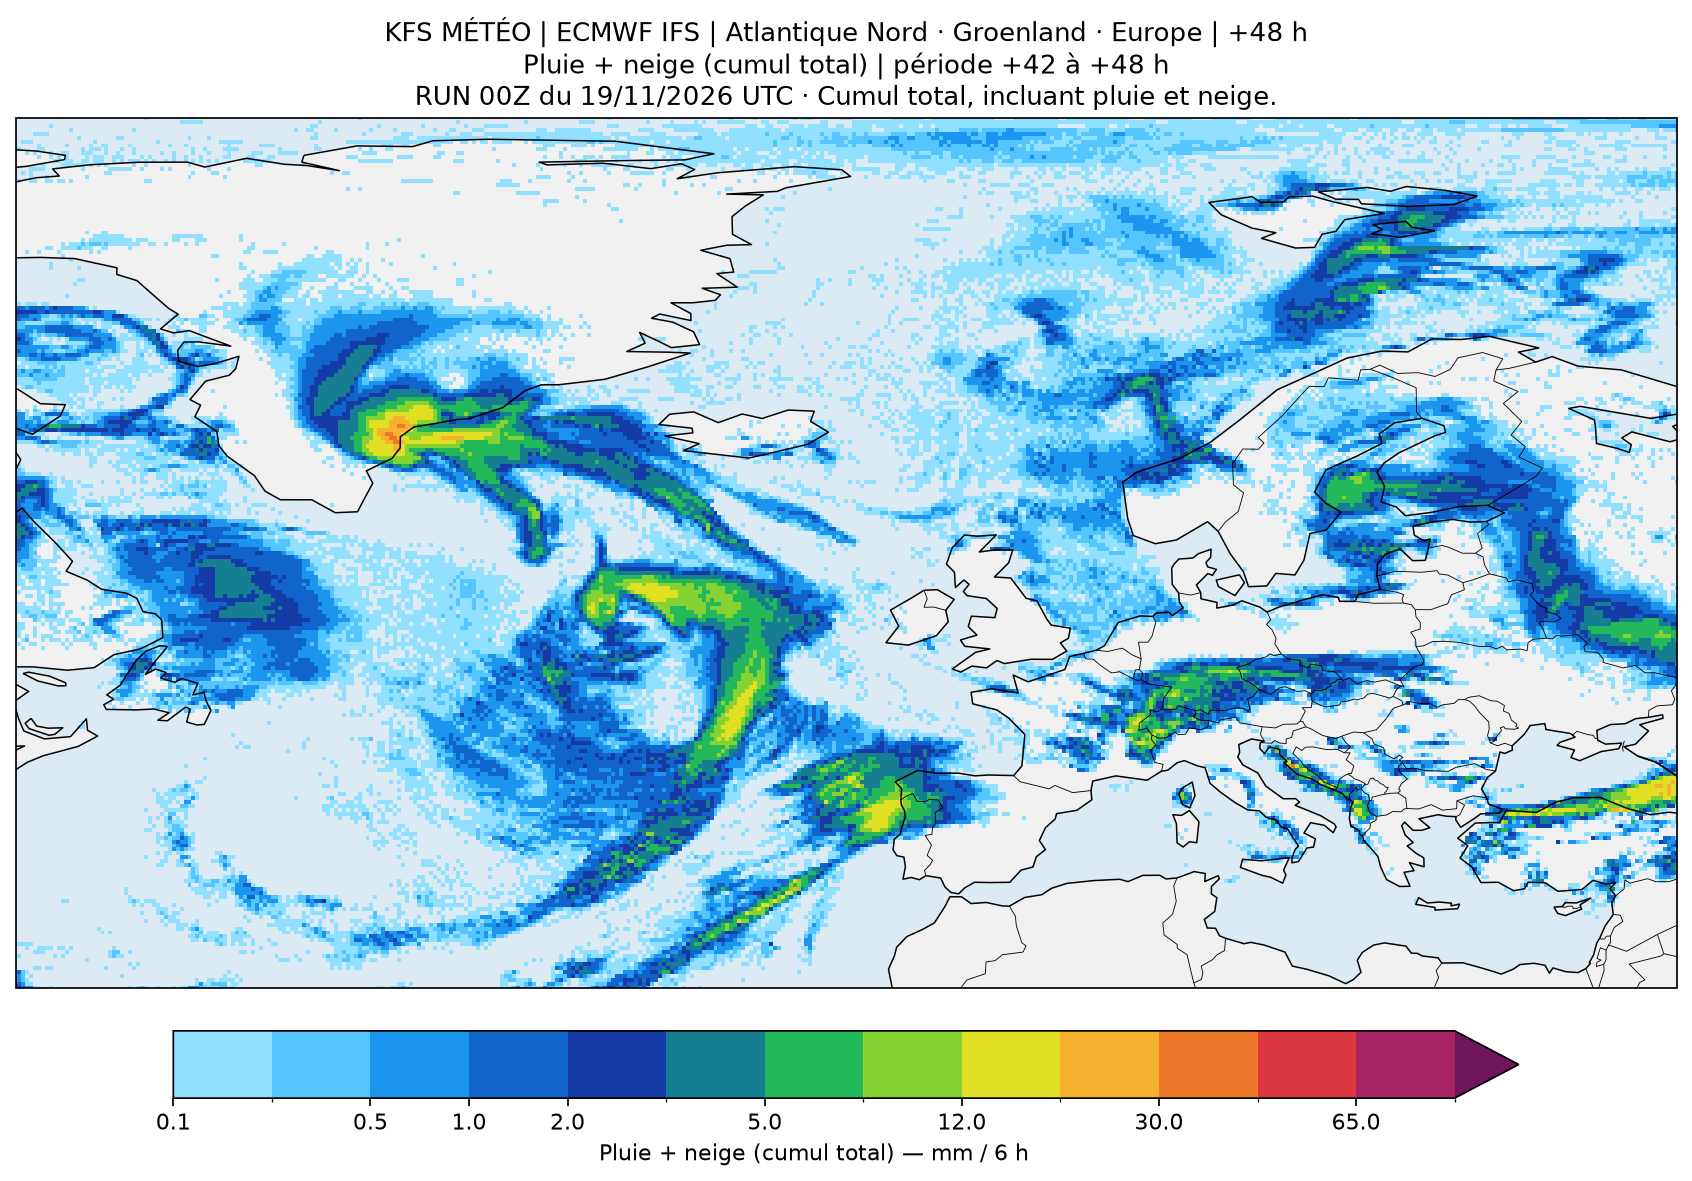 KFS MÉTÉO | ECMWF IFS | Atlantique Nord · Groenland · Europe | +48 h
Pluie + neige (cumul total) | période +42 à +48 h
RUN 00Z du 19/11/2026 UTC · Cumul total, incluant pluie et neige.
0.1 0.5 1.0 2.0 5.0 12.0 30.0 65.0
Pluie + neige (cumul total) — mm / 6 h